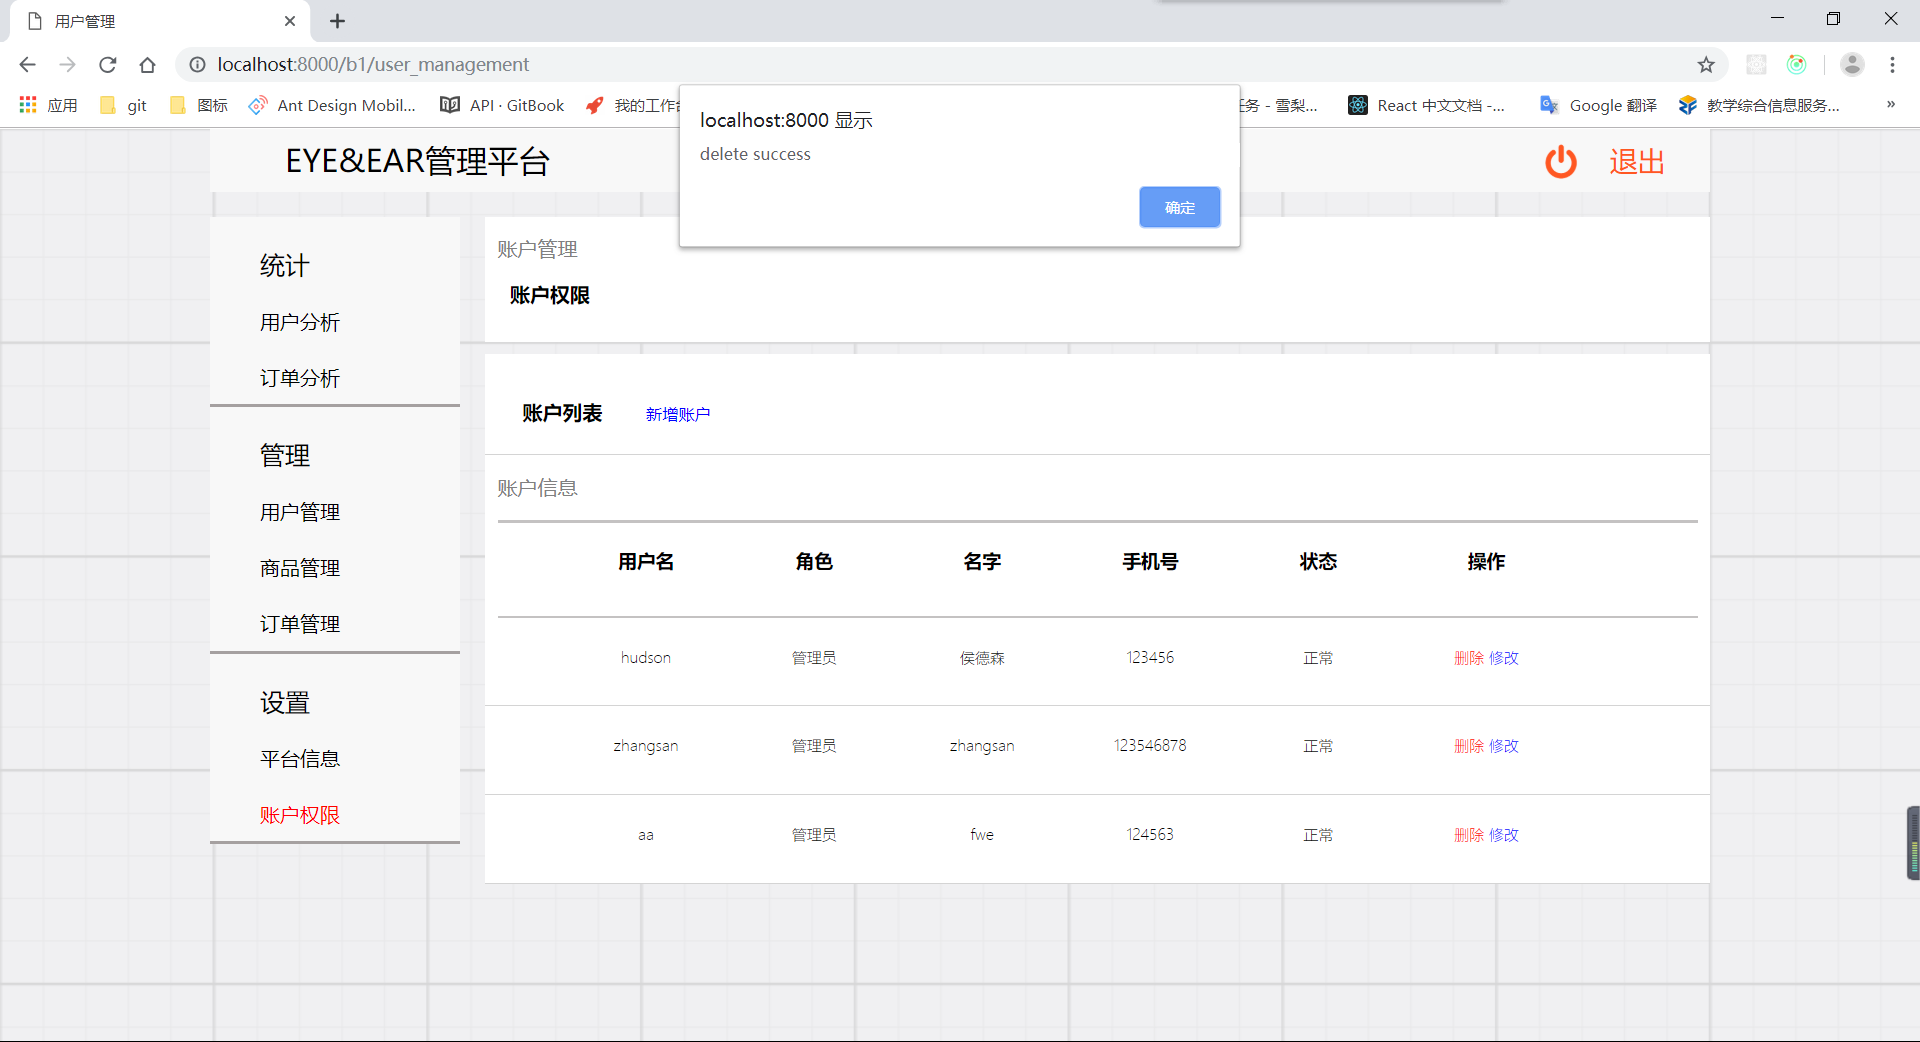 用户管理
localhost:8000/b1/user_management
应用 git 图标 Ant Design Mobil... API · GitBook 我的工作 任务 - 雪梨... React 中文文档 -... Google 翻译 教学综合信息服务... »
localhost:8000 显示
delete success
确定
EYE&EAR管理平台 退出
统计
用户分析
订单分析
管理
用户管理
商品管理
订单管理
设置
平台信息
账户权限
账户管理
账户权限
账户列表 新增账户
账户信息
用户名 角色 名字 手机号 状态 操作
hudson 管理员 侯德森 123456 正常 删除 修改
zhangsan 管理员 zhangsan 123546878 正常 删除 修改
aa 管理员 fwe 124563 正常 删除 修改